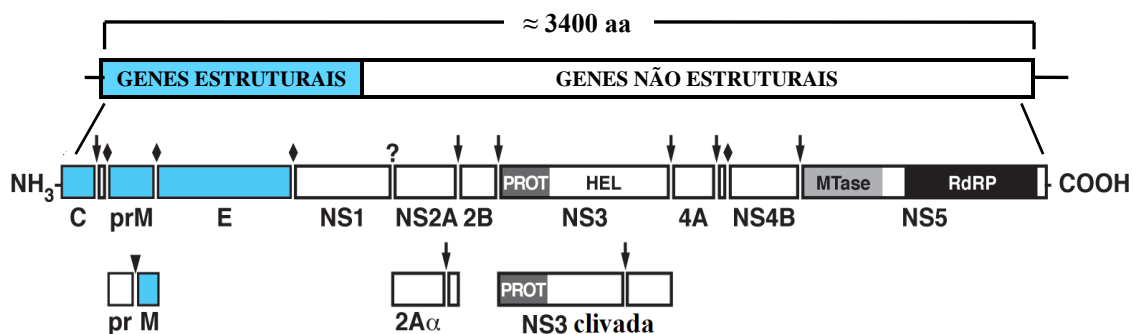 ≈ 3400 aa
GENES ESTRUTURAIS GENES NÃO ESTRUTURAIS
?
NH3 PROT HEL MTase RdRP COOH
C prM E NS1 NS2A 2B NS3 4A NS4B NS5
PROT
pr M 2Aα NS3 clivada